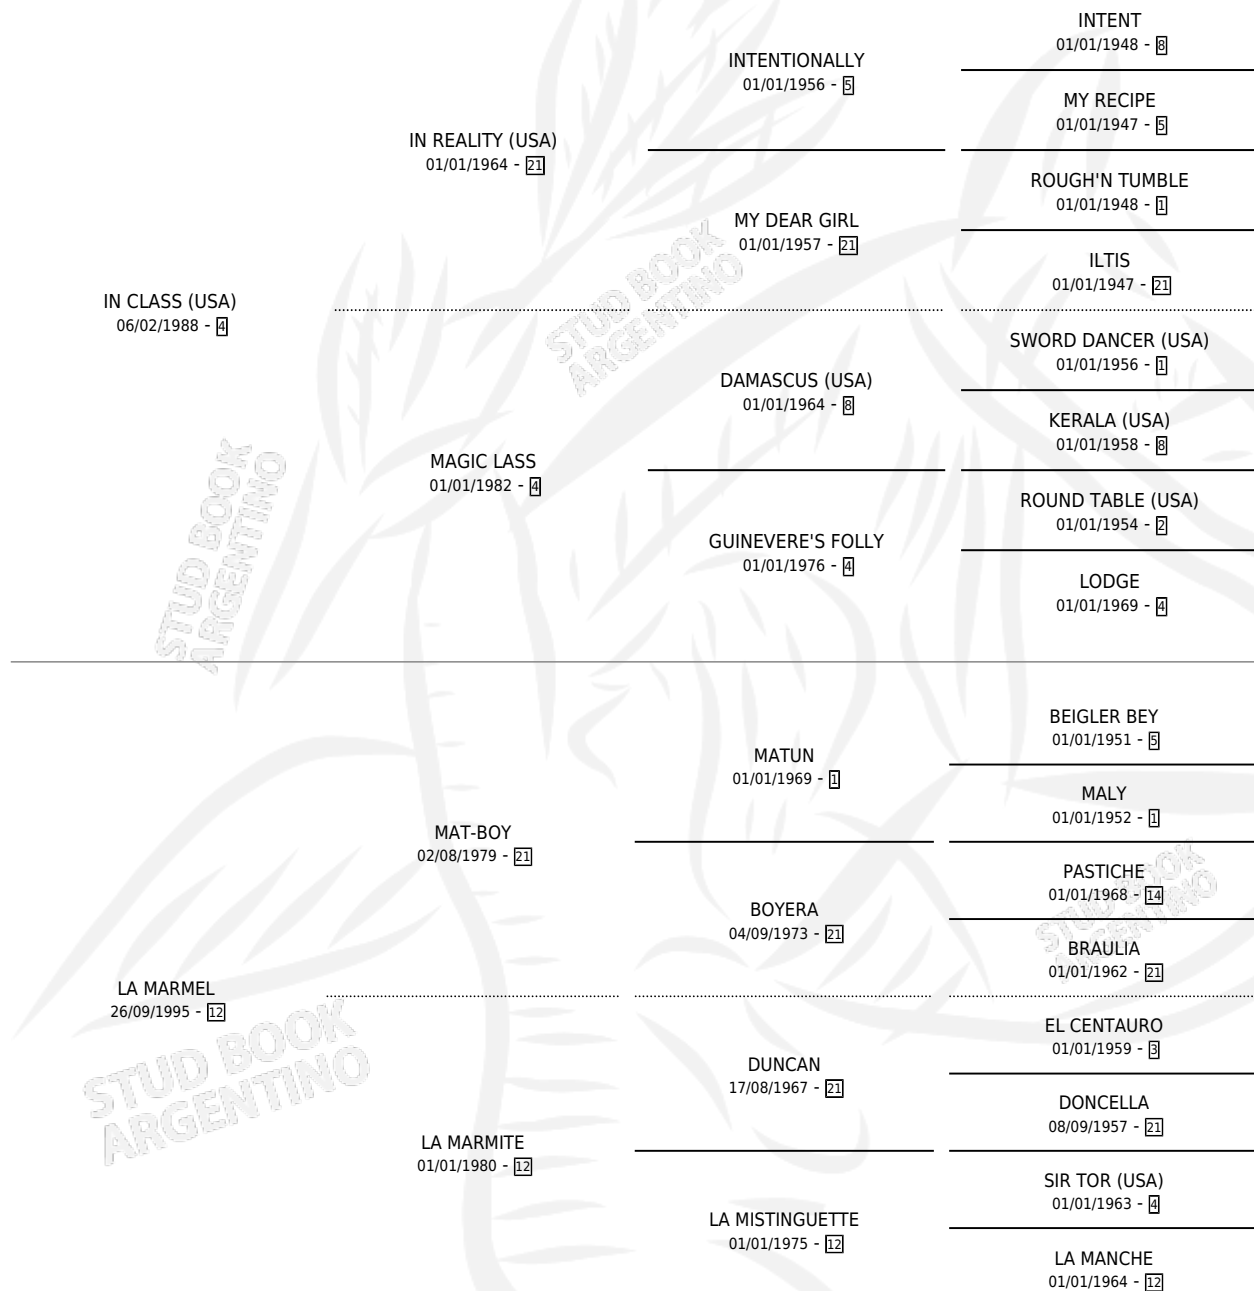 INTENT
01/01/1948 - 8
INTENTIONALLY
01/01/1956 - 5
MY RECIPE
01/01/1947 - 5
IN REALITY (USA)
01/01/1964 - 21
ROUGH'N TUMBLE
01/01/1948 - 1
MY DEAR GIRL
01/01/1957 - 21
ILTIS
01/01/1947 - 21
IN CLASS (USA)
06/02/1988 - 4
SWORD DANCER (USA)
01/01/1956 - 1
DAMASCUS (USA)
01/01/1964 - 8
KERALA (USA)
01/01/1958 - 8
MAGIC LASS
01/01/1982 - 4
ROUND TABLE (USA)
01/01/1954 - 2
GUINEVERE'S FOLLY
01/01/1976 - 4
LODGE
01/01/1969 - 4
BEIGLER BEY
01/01/1951 - 5
MATUN
01/01/1969 - 1
MALY
01/01/1952 - 1
MAT-BOY
02/08/1979 - 21
PASTICHE
01/01/1968 - 14
BOYERA
04/09/1973 - 21
BRAULIA
01/01/1962 - 21
LA MARMEL
26/09/1995 - 12
EL CENTAURO
01/01/1959 - 3
DUNCAN
17/08/1967 - 21
DONCELLA
08/09/1957 - 21
LA MARMITE
01/01/1980 - 12
SIR TOR (USA)
01/01/1963 - 4
LA MISTINGUETTE
01/01/1975 - 12
LA MANCHE
01/01/1964 - 12
STUD BOOK
ARGENTINO
STUD BOOK
ARGENTINO
STUD BOOK
ARGENTINO
STUD BOOK
ARGENTINO